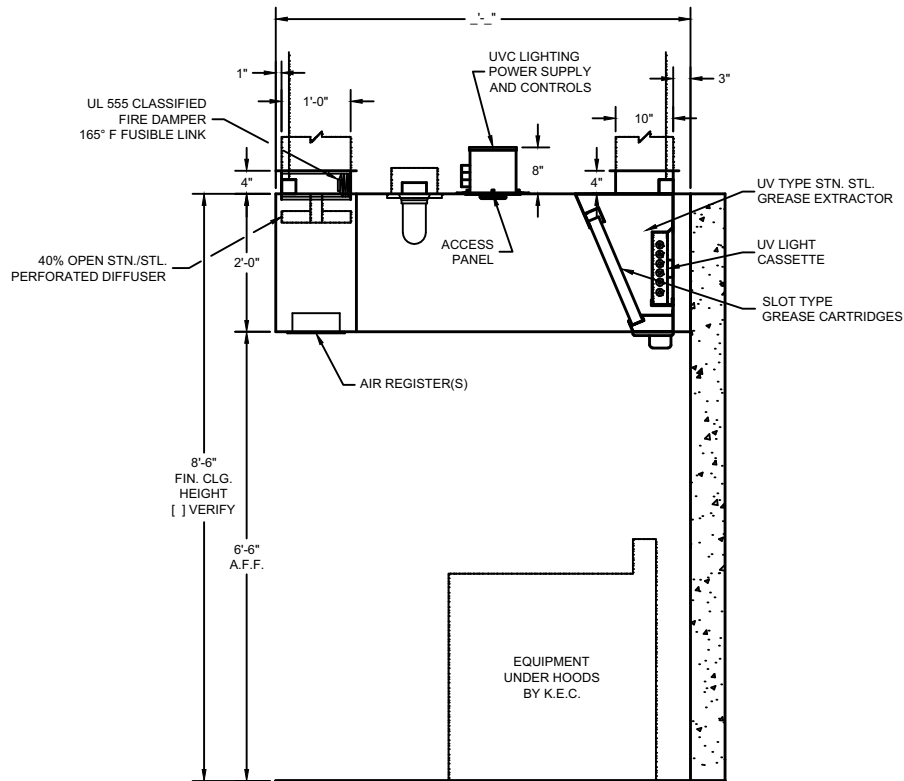 _'-_"
1"
3"
UVC LIGHTING
POWER SUPPLY
AND CONTROLS
UL 555 CLASSIFIED
FIRE DAMPER
165° F FUSIBLE LINK
1'-0"
10"
4"
8"
4"
UV TYPE STN. STL.
GREASE EXTRACTOR
40% OPEN STN./STL.
PERFORATED DIFFUSER
2'-0"
ACCESS
PANEL
UV LIGHT
CASSETTE
SLOT TYPE
GREASE CARTRIDGES
AIR REGISTER(S)
8'-6"
FIN. CLG.
HEIGHT
[ ] VERIFY
6'-6"
A.F.F.
EQUIPMENT
UNDER HOODS
BY K.E.C.